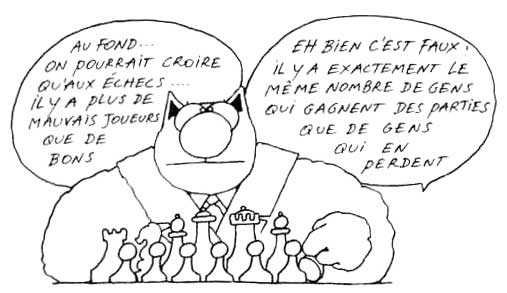 AU FOND...
ON POURRAIT CROIRE
QU'AUX ÉCHECS....
IL Y A PLUS DE
MAUVAIS JOUEURS
QUE DE
BONS
EH BIEN C'EST FAUX :
IL Y A EXACTEMENT LE
MÊME NOMBRE DE GENS
QUI GAGNENT DES PARTIES
QUE DE GENS
QUI EN
PERDENT